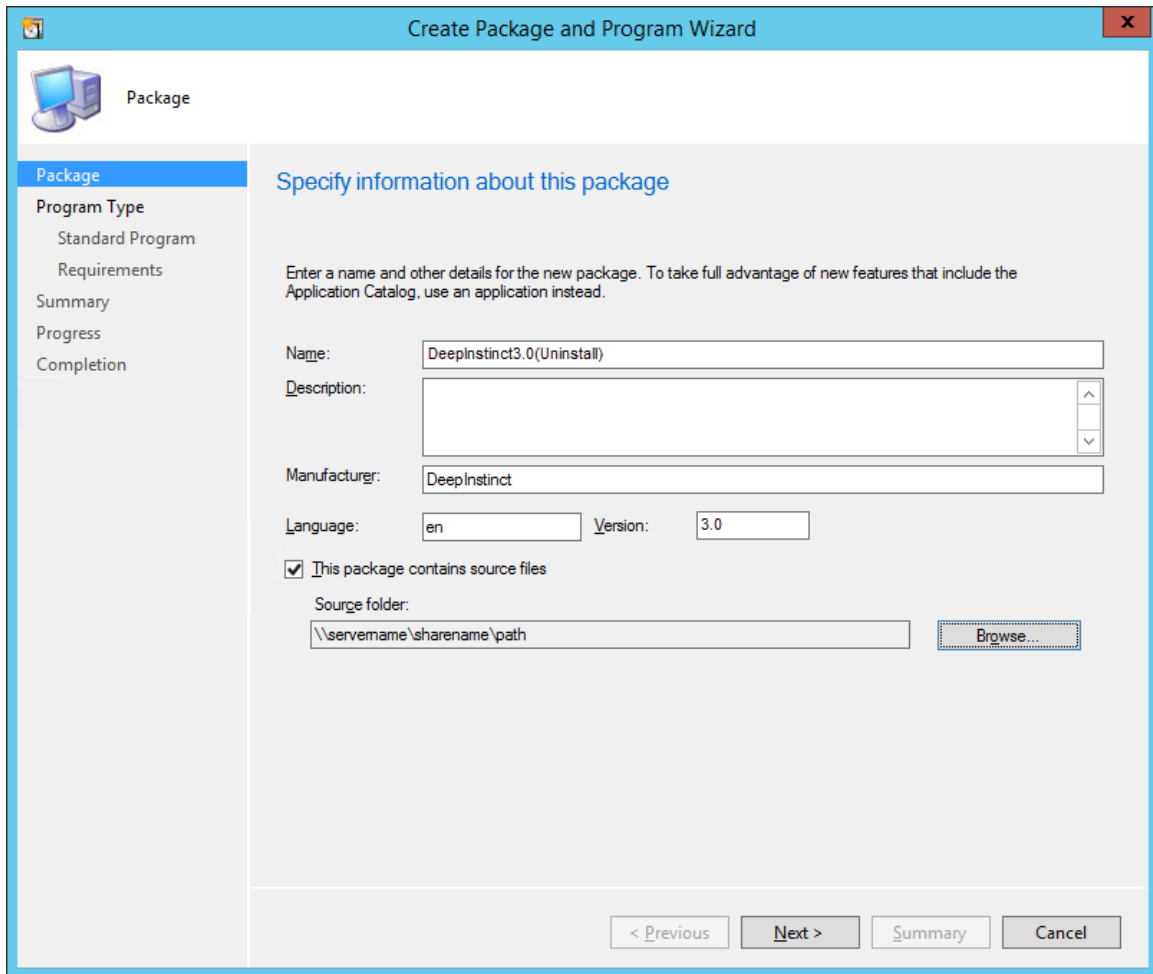 Create Package and Program Wizard
x
Package
Package
Program Type
Standard Program
Requirements
Summary
Progress
Completion
Specify information about this package
Enter a name and other details for the new package. To take full advantage of new features that include the
Application Catalog, use an application instead.
Name: DeepInstinct3.0(Uninstall)
Description:
Manufacturer: DeepInstinct
Language: en Version: 3.0
This package contains source files
Source folder:
\\servername\sharename\path Browse...
< Previous Next > Summary Cancel